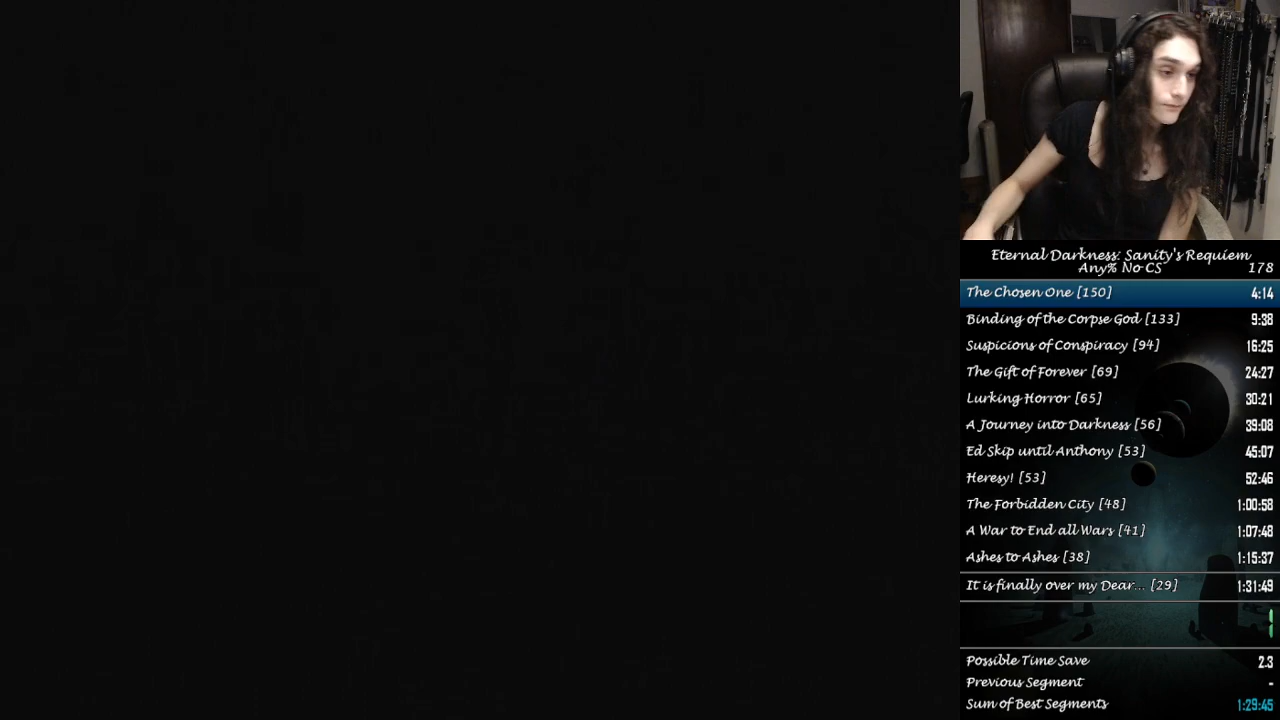 Eternal Darkness: Sanity's Requiem
Any% No CS 178
The Chosen One [150] 4:14
Binding of the Corpse God [133] 9:38
Suspicions of Conspiracy [94] 16:25
The Gift of Forever [69] 24:27
Lurking Horror [65] 30:21
A Journey into Darkness [56] 39:08
Ed Skip until Anthony [53] 45:07
Heresy! [53] 52:46
The Forbidden City [48] 1:00:58
A War to End all Wars [41] 1:07:48
Ashes to Ashes [38] 1:15:37
It is finally over my Dear... [29] 1:31:49
Possible Time Save 2.3
Previous Segment -
Sum of Best Segments 1:29:45